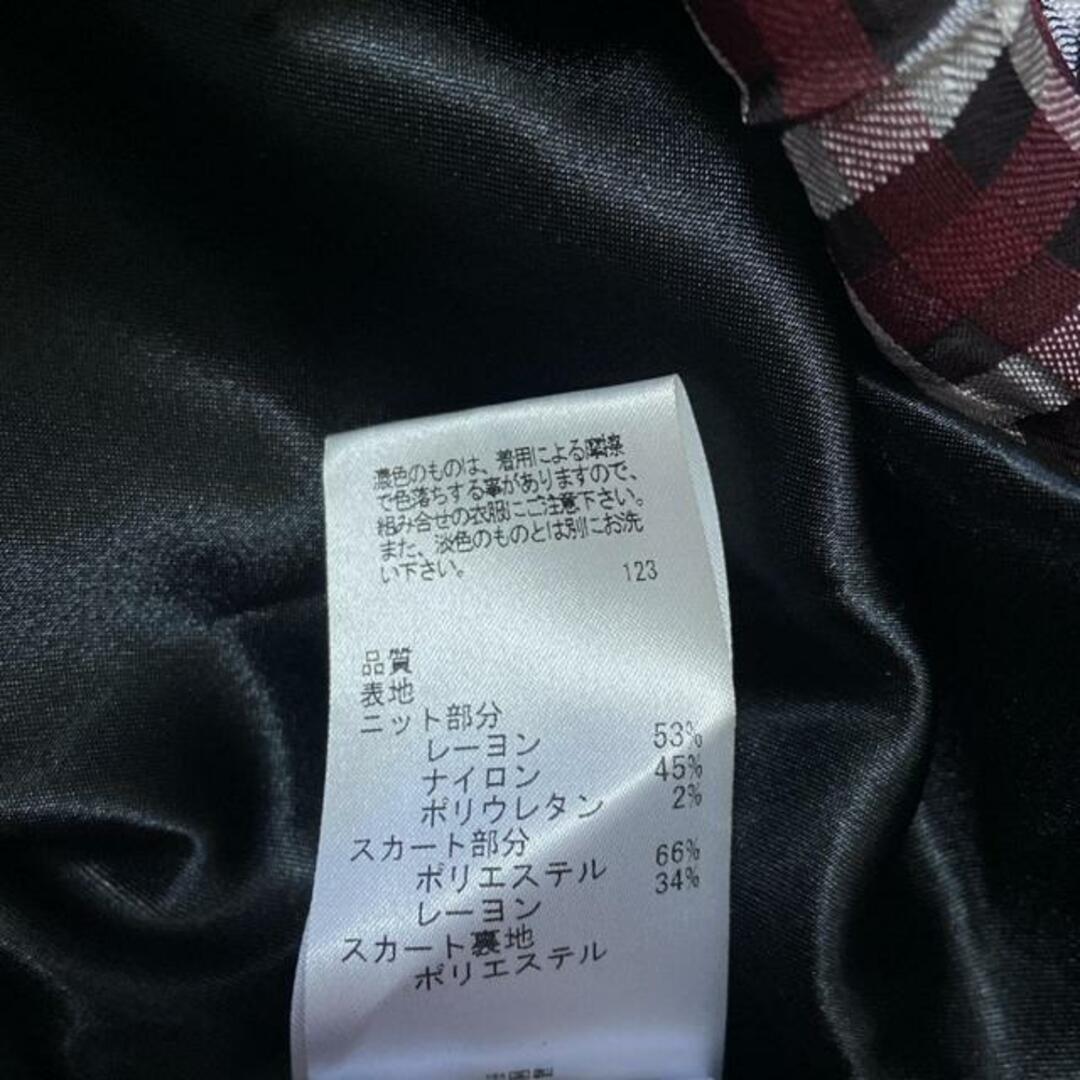 濃色のものは、着用による摩擦
で色落ちする事がありますので、
組み合せの衣服にご注意下さい。
また、淡色のものとは別にお洗
い下さい。 123
品質
表地
ニット部分
レーヨン 53%
ナイロン 45%
ポリウレタン 2%
スカート部分
ポリエステル 66%
レーヨン 34%
スカート裏地
ポリエステル